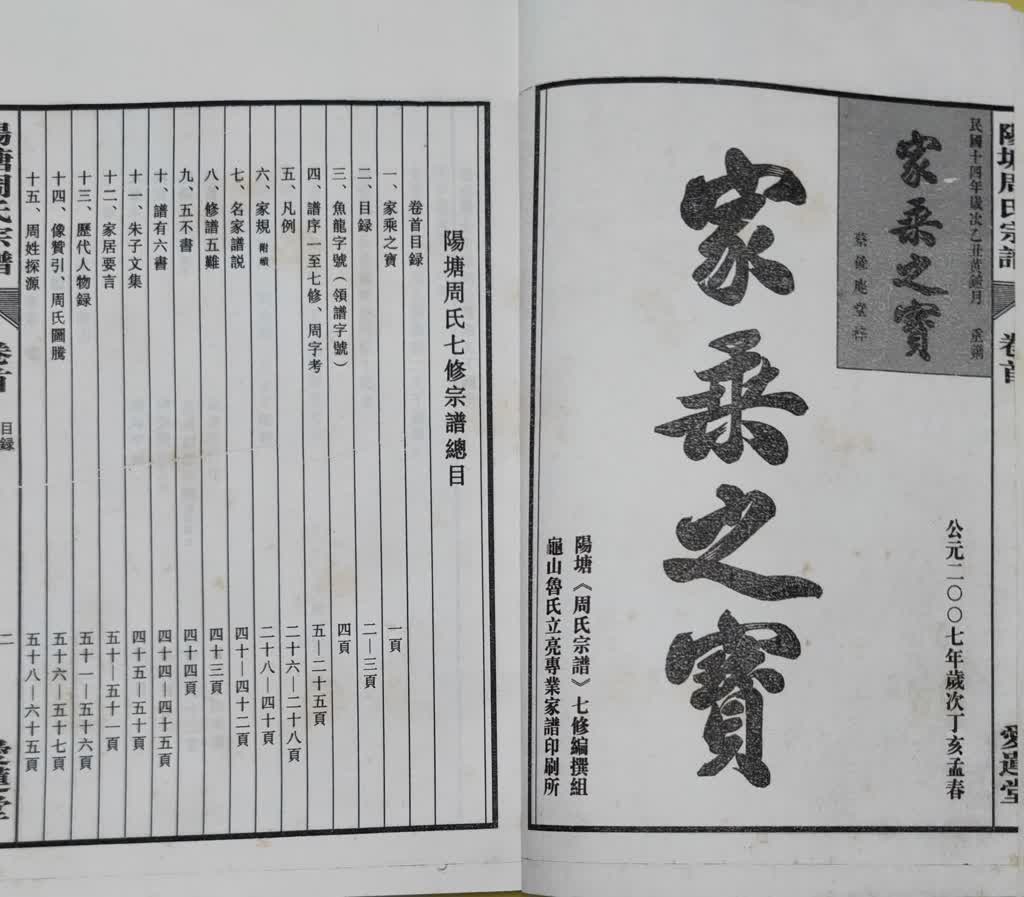 陽塘周氏宗譜
卷首
愛蓮堂
民國十四年歲次乙丑黃鐘月
家乘之寶
公元二〇〇七年歲次丁亥孟春
家乘之寶
陽塘《周氏宗譜》七修編撰組
龜山魯氏立亮專業家譜印刷所
陽塘周氏七修宗譜總目
卷首目録
一、家乘之寶 一頁
二、目録 二—三頁
三、魚龍字號（領譜字號） 四頁
四、譜序一至七修、周字考 五—二十五頁
五、凡例 二十六—二十八頁
六、家規 附續 二十八—四十頁
七、名家譜説 四十—四十二頁
八、修譜五難 四十三頁
九、五不書 四十四頁
十、譜有六書 四十四—四十五頁
十一、朱子文集 四十五—五十頁
十二、家居要言 五十—五十一頁
十三、歷代人物録 五十一—五十六頁
十四、像贊引、周氏圖騰 五十六—五十七頁
十五、周姓探源 五十八—六十五頁
陽塘周氏宗譜
卷首
目録
二
愛蓮堂